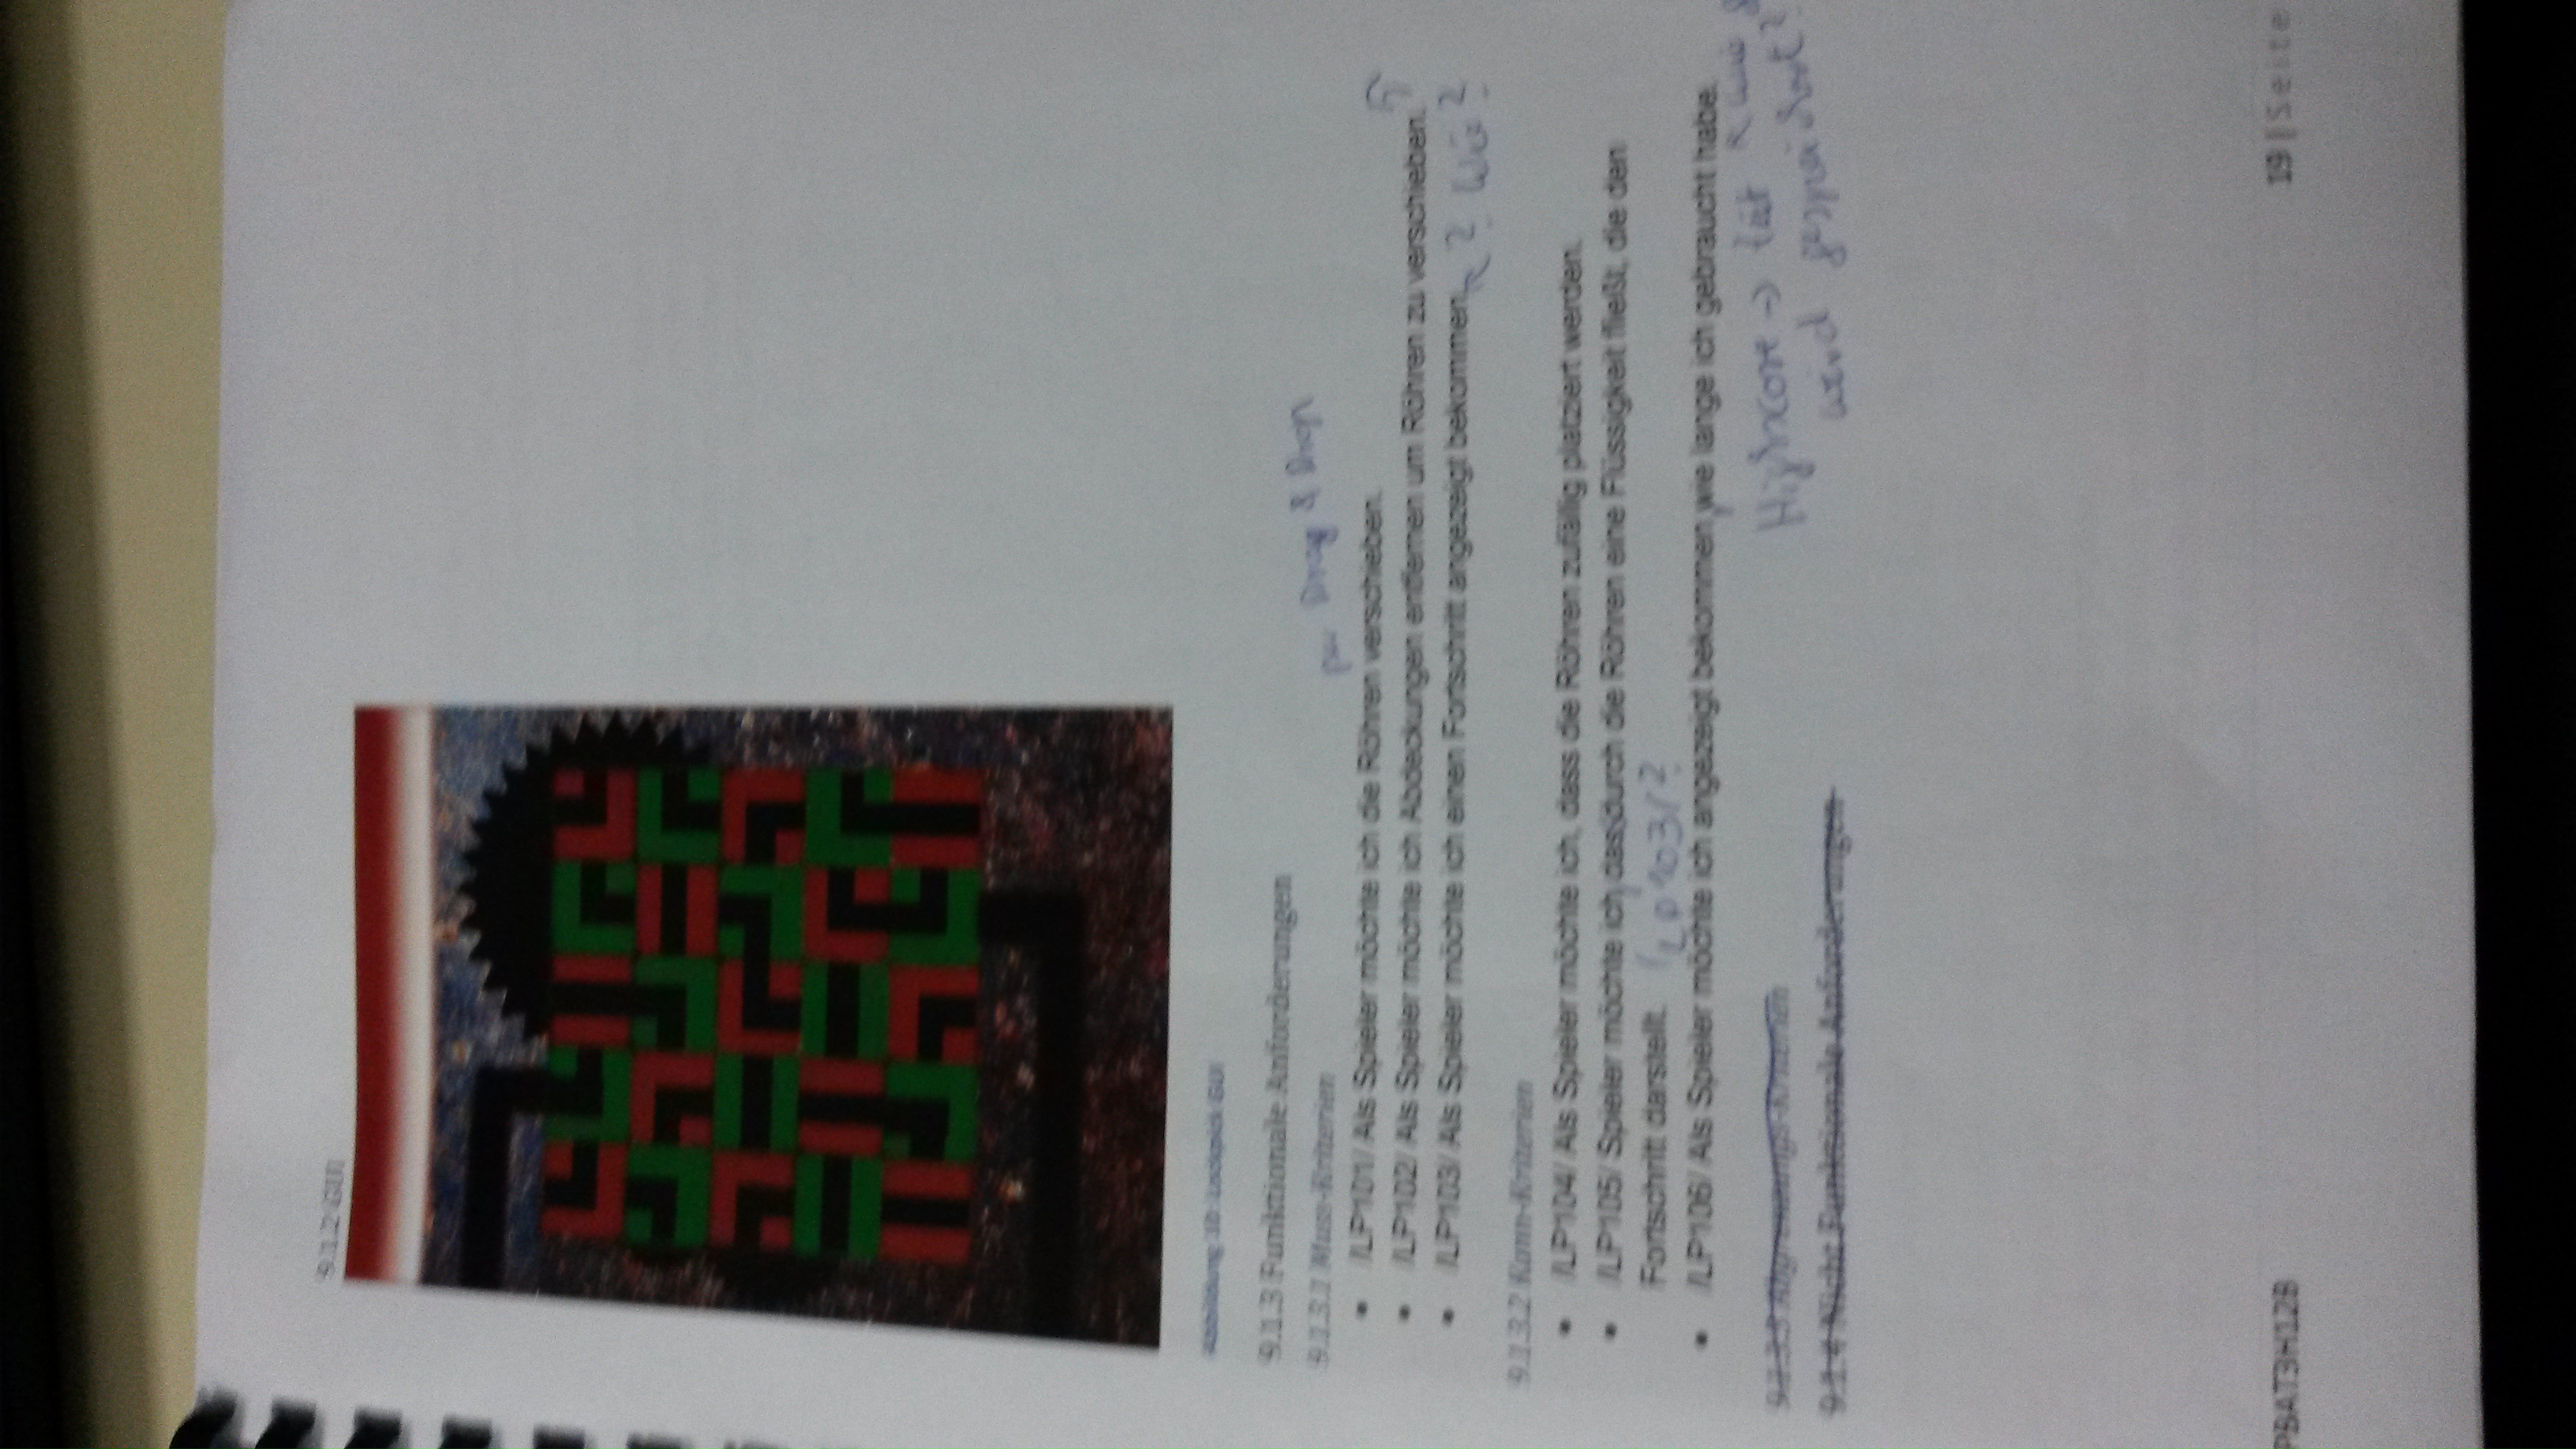 9.1.2 GUI
Abbildung 10: Lockpick GUI
9.1.3 Funktionale Anforderungen
9.1.3.1 Muss-Kriterien
per Drag & Drop
• /LP101/ Als Spieler möchte ich die Röhren verschieben.
• /LP102/ Als Spieler möchte ich Abdeckungen entfernen um Röhren zu verschieben.
• /LP103/ Als Spieler möchte ich einen Fortschritt angezeigt bekommen. ? Wie?
9.1.3.2 Kann-Kriterien
• /LP104/ Als Spieler möchte ich, dass die Röhren zufällig platziert werden.
• /LP105/ Spieler möchte ich, das durch die Röhren eine Flüssigkeit fließt, die den
Fortschritt darstellt. /LP103/?
• /LP106/ Als Spieler möchte ich angezeigt bekommen, wie lange ich gebraucht habe.
9.1.3.3 Abgrenzungs-Kriterien
Highscore →
9.1.4 Nicht Funktionale Anforderungen
wird gespeichert?
PBAT3H12B
19 | Seite